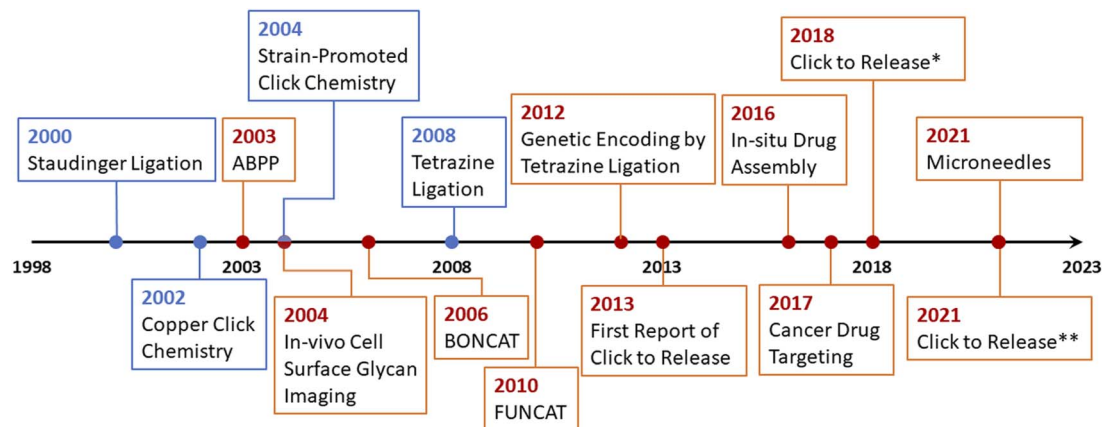 2004
Strain-Promoted
Click Chemistry
2018
Click to Release*
2000
Staudinger Ligation
2003
ABPP
2008
Tetrazine
Ligation
2012
Genetic Encoding by
Tetrazine Ligation
2016
In-situ Drug
Assembly
2021
Microneedles
1998
2003
2008
2013
2018
2023
2002
Copper Click
Chemistry
2004
In-vivo Cell
Surface Glycan
Imaging
2006
BONCAT
2010
FUNCAT
2013
First Report of
Click to Release
2017
Cancer Drug
Targeting
2021
Click to Release**